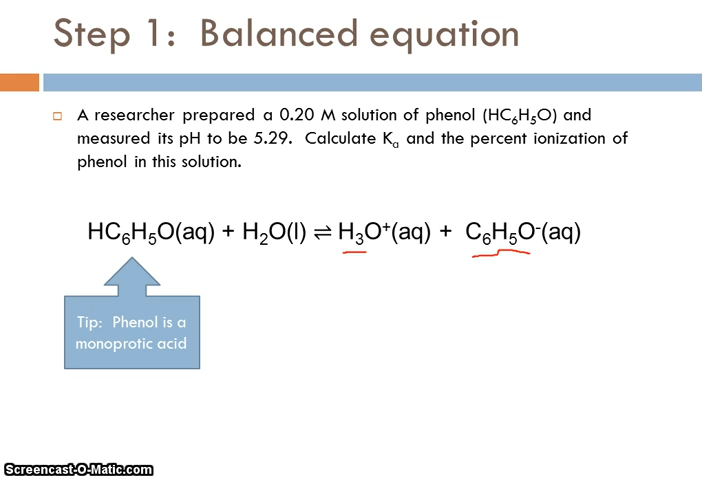 Step 1: Balanced equation
A researcher prepared a 0.20 M solution of phenol (HC₆H₅O) and
measured its pH to be 5.29. Calculate Kₐ and the percent ionization of
phenol in this solution.
HC₆H₅O(aq) + H₂O(l) ⇌ H₃O⁺(aq) + C₆H₅O⁻(aq)
Tip: Phenol is a
monoprotic acid
Screencast-O-Matic.com